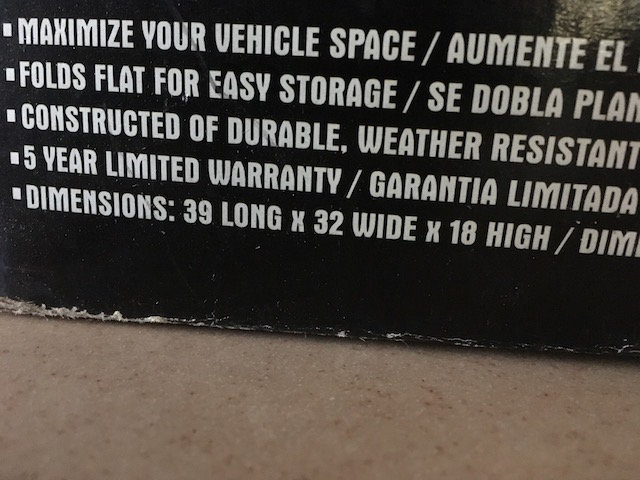 ▪ MAXIMIZE YOUR VEHICLE SPACE / AUMENTE EL
▪ FOLDS FLAT FOR EASY STORAGE / SE DOBLA PLAN
▪ CONSTRUCTED OF DURABLE, WEATHER RESISTANT
▪ 5 YEAR LIMITED WARRANTY / GARANTIA LIMITADA
▪ DIMENSIONS: 39 LONG X 32 WIDE X 18 HIGH / DIM